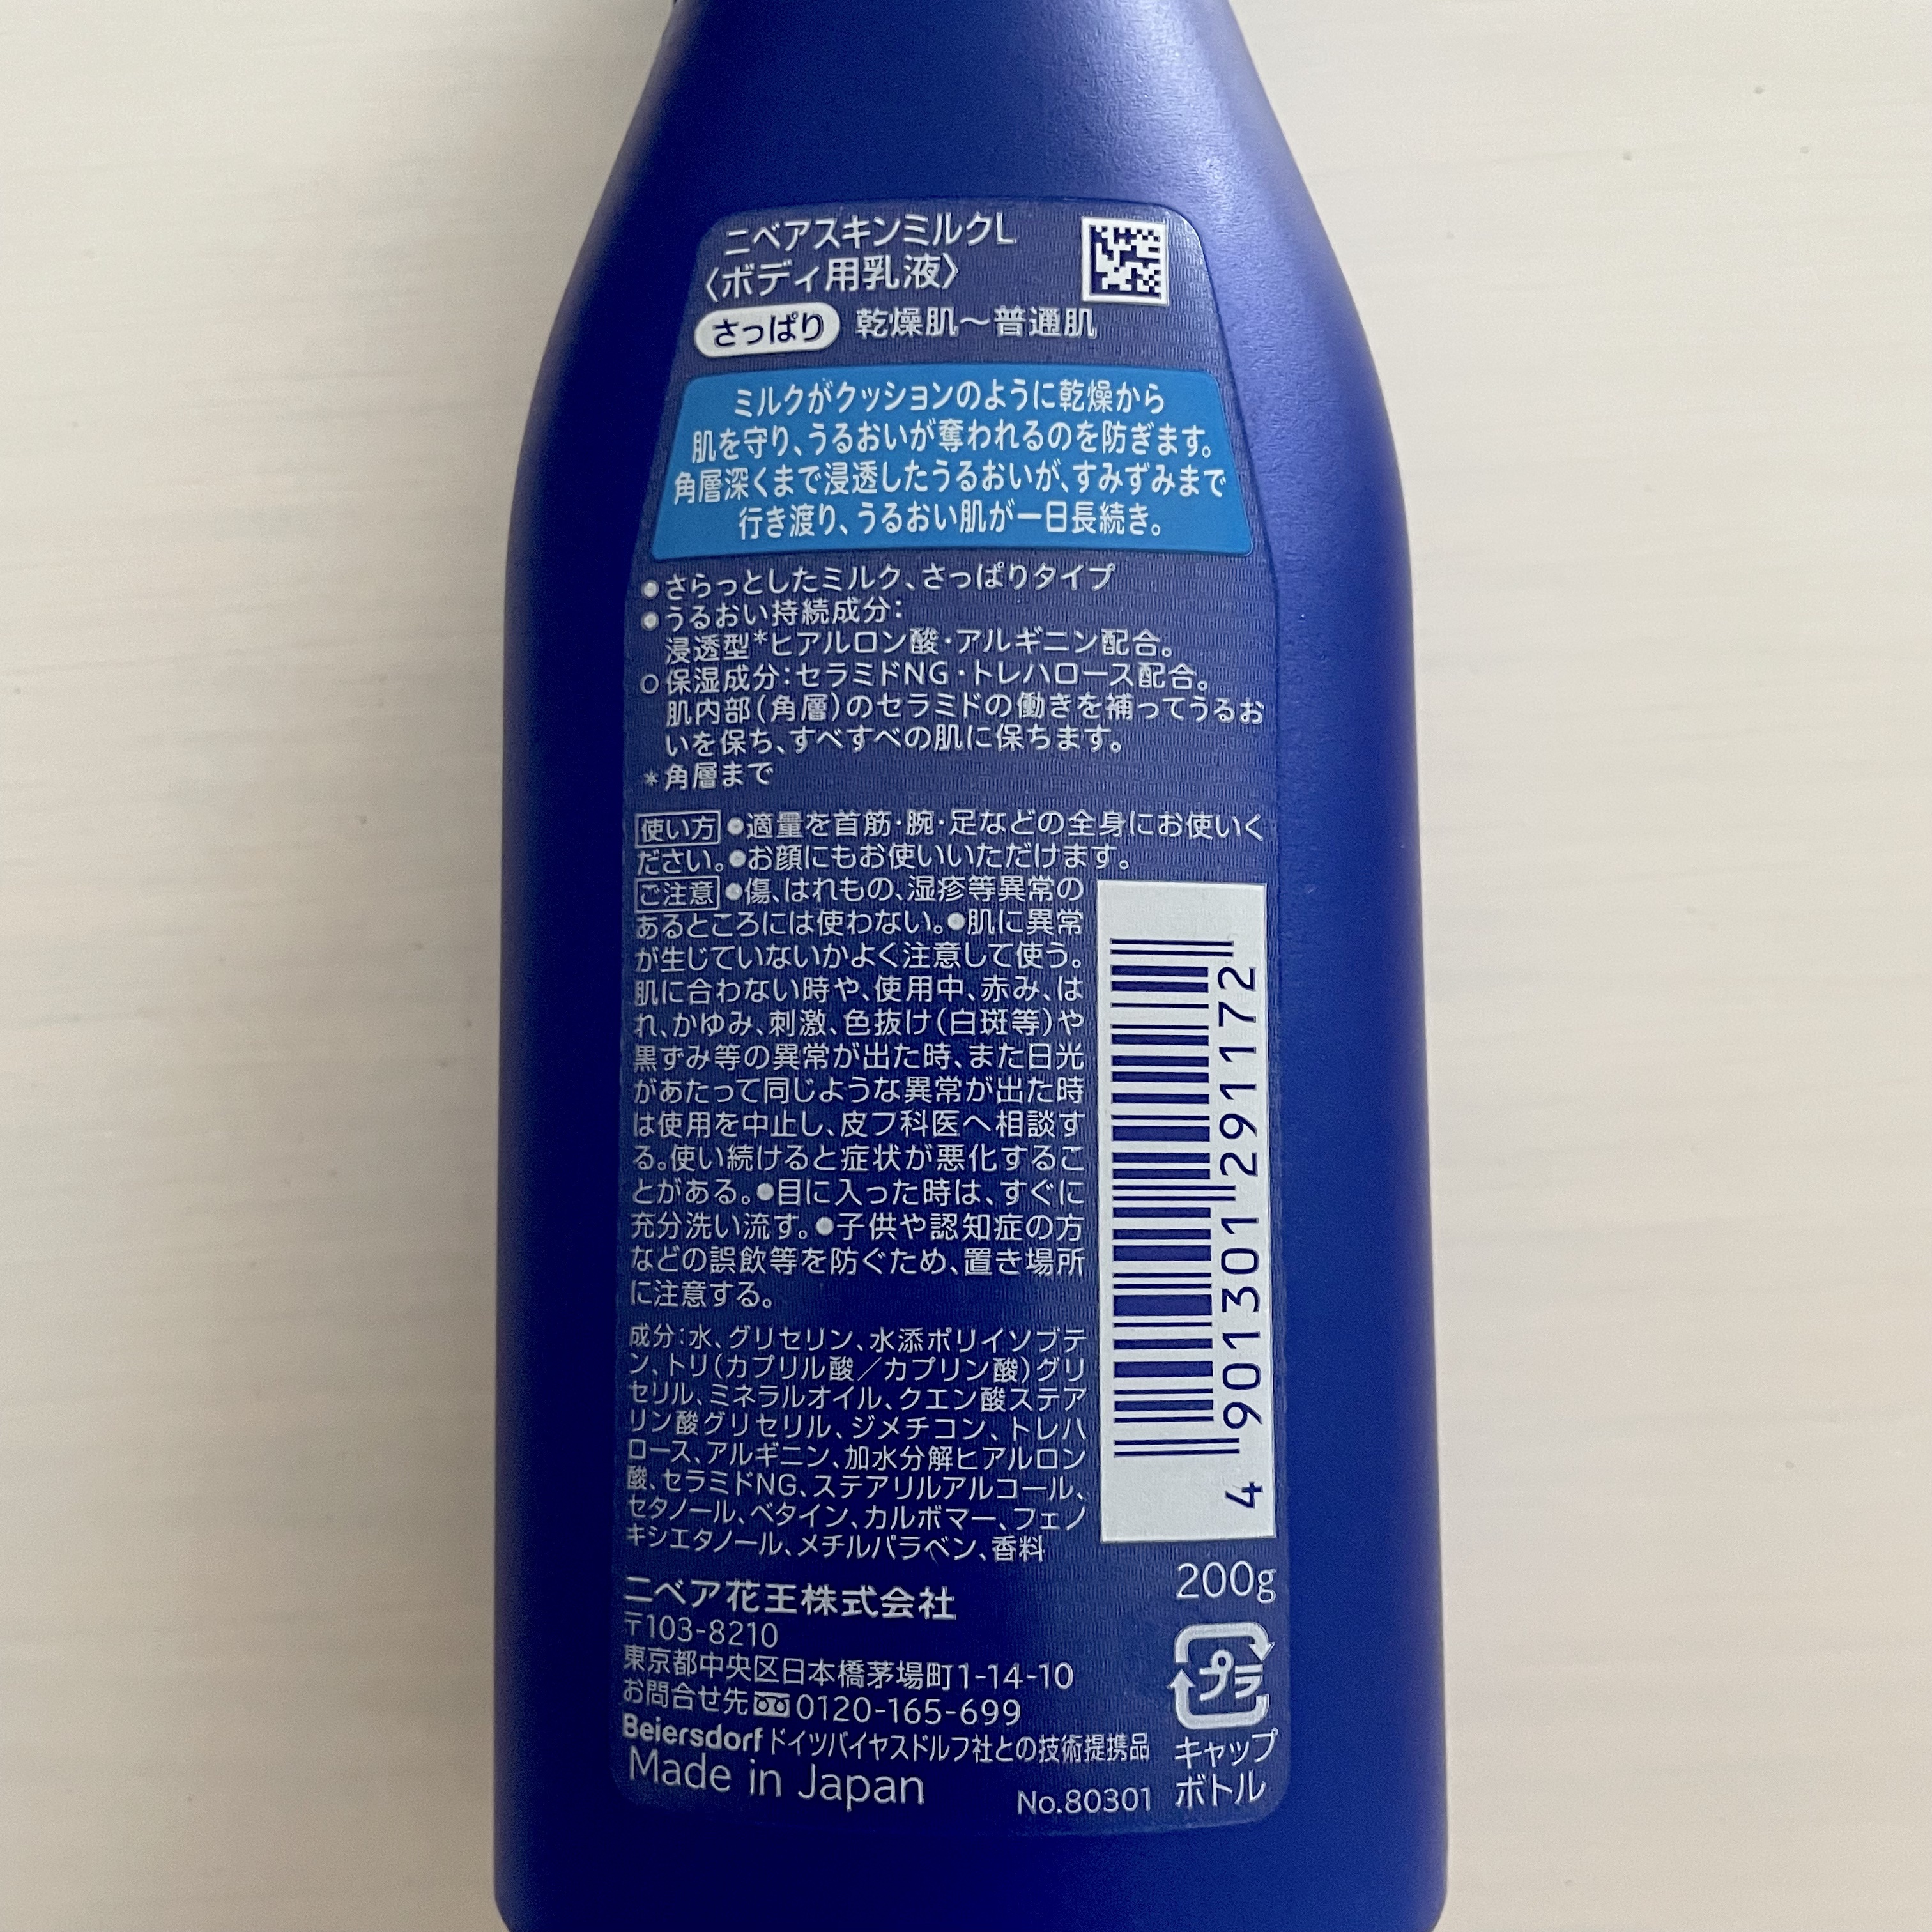 ニベアスキンミルクL
〈ボディ用乳液〉
さっぱり 乾燥肌～普通肌
ミルクがクッションのように乾燥から
肌を守り、うるおいが奪われるのを防ぎます。
角層深くまで浸透したうるおいが、すみずみまで
行き渡り、うるおい肌が一日長続き。
●さらっとしたミルク、さっぱりタイプ
●うるおい持続成分：
浸透型*ヒアルロン酸・アルギニン配合。
○保湿成分：セラミドNG・トレハロース配合。
肌内部(角層)のセラミドの働きを補ってうるお
いを保ち、すべすべの肌に保ちます。
*角層まで
使い方 ●適量を首筋・腕・足などの全身にお使いく
ださい。●お顔にもお使いいただけます。
ご注意 ●傷、はれもの、湿疹等異常の
あるところには使わない。●肌に異常
が生じていないかよく注意して使う。
肌に合わない時や、使用中、赤み、は
れ、かゆみ、刺激、色抜け(白斑等)や
黒ずみ等の異常が出た時、また日光
があたって同じような異常が出た時
は使用を中止し、皮フ科医へ相談す
る。使い続けると症状が悪化するこ
とがある。●目に入った時は、すぐに
充分洗い流す。●子供や認知症の方
などの誤飲等を防ぐため、置き場所
に注意する。
成分：水、グリセリン、水添ポリイソブテ
ン、トリ(カプリル酸／カプリン酸)グリ
セリル、ミネラルオイル、クエン酸ステア
リン酸グリセリル、ジメチコン、トレハ
ロース、アルギニン、加水分解ヒアルロン
酸、セラミドNG、ステアリルアルコール、
セタノール、ベタイン、カルボマー、フェノ
キシエタノール、メチルパラベン、香料
4 901301 291172
ニベア花王株式会社
〒103-8210
東京都中央区日本橋茅場町1-14-10
お問合せ先 0120-165-699
Beiersdorf ドイツバイヤスドルフ社との技術提携品
Made in Japan
No.80301
200g
プラ
キャップ
ボトル